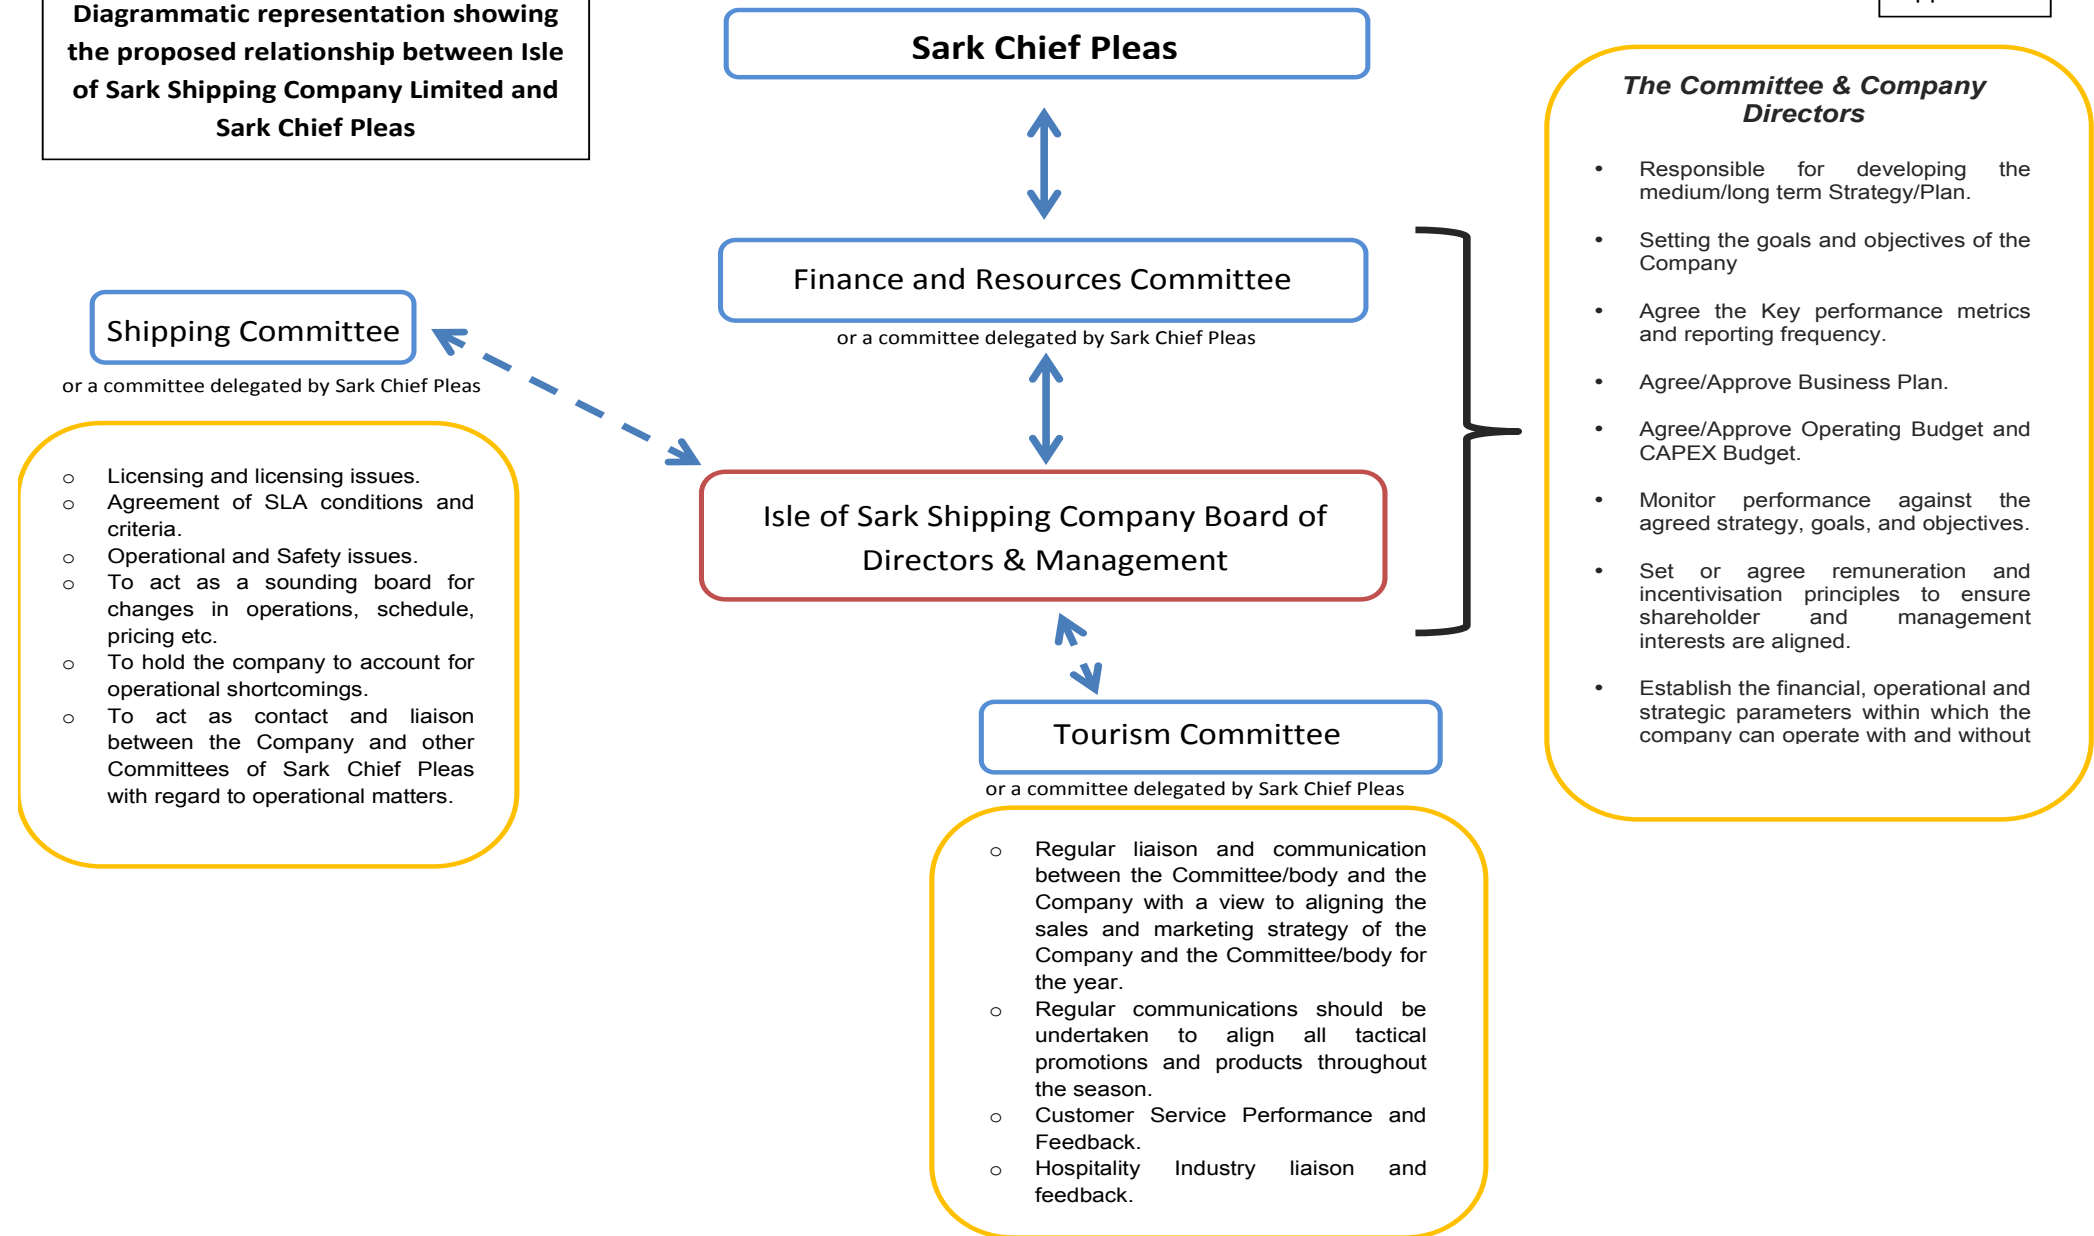 Diagrammatic representation showing
the proposed relationship between Isle
of Sark Shipping Company Limited and
Sark Chief Pleas
Sark Chief Pleas
Finance and Resources Committee
or a committee delegated by Sark Chief Pleas
Shipping Committee
or a committee delegated by Sark Chief Pleas
o Licensing and licensing issues.
o Agreement of SLA conditions and
criteria.
o Operational and Safety issues.
o To act as a sounding board for
changes in operations, schedule,
pricing etc.
o To hold the company to account for
operational shortcomings.
o To act as contact and liaison
between the Company and other
Committees of Sark Chief Pleas
with regard to operational matters.
Isle of Sark Shipping Company Board of
Directors & Management
Tourism Committee
or a committee delegated by Sark Chief Pleas
o Regular liaison and communication
between the Committee/body and the
Company with a view to aligning the
sales and marketing strategy of the
Company and the Committee/body for
the year.
o Regular communications should be
undertaken to align all tactical
promotions and products throughout
the season.
o Customer Service Performance and
Feedback.
o Hospitality Industry liaison and
feedback.
The Committee & Company
Directors
• Responsible for developing the
medium/long term Strategy/Plan.
• Setting the goals and objectives of the
Company
• Agree the Key performance metrics
and reporting frequency.
• Agree/Approve Business Plan.
• Agree/Approve Operating Budget and
CAPEX Budget.
• Monitor performance against the
agreed strategy, goals, and objectives.
• Set or agree remuneration and
incentivisation principles to ensure
shareholder and management
interests are aligned.
• Establish the financial, operational and
strategic parameters within which the
company can operate with and without